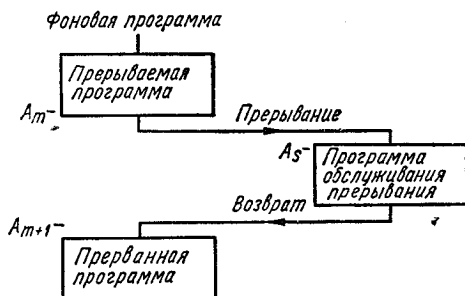 Фоновая программа
Прерываемая
программа
Am
Прерывание
As
Программа
обслуживания
прерывания
Возврат
Am+1
Прерванная
программа